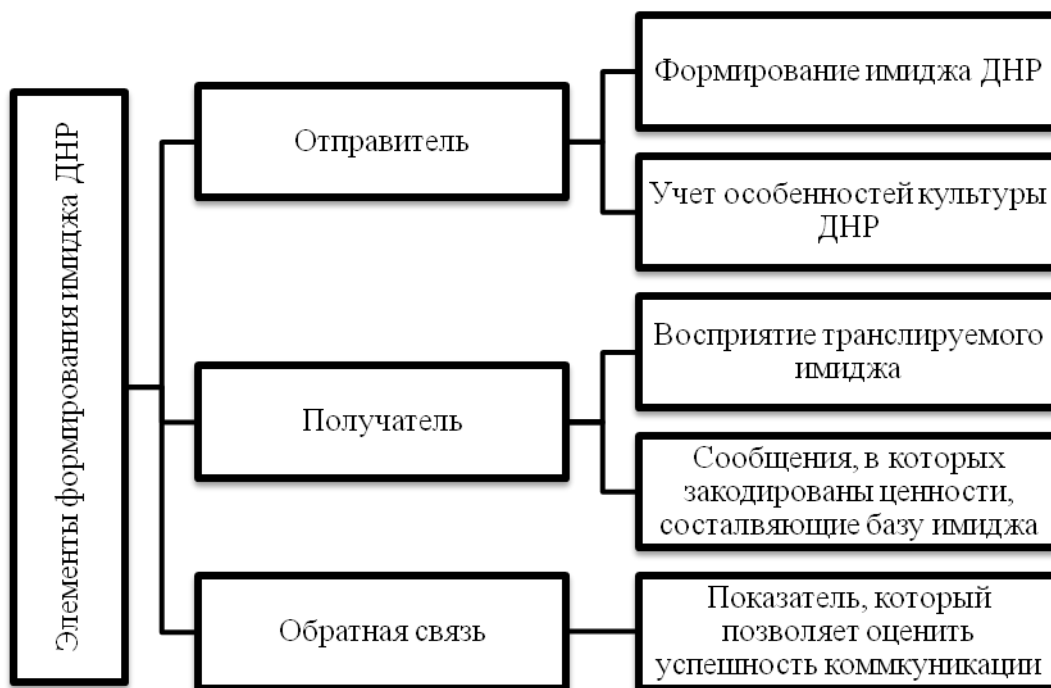 Элементы формирования имиджа ДНР
Отправитель
Формирование имиджа ДНР
Учет особенностей культуры
ДНР
Получатель
Восприятие транслируемого
имиджа
Сообщения, в которых
закодированы ценности,
состалвяющие базу имиджа
Обратная связь
Показатель, который
позволяет оценить
успешность коммкуникации